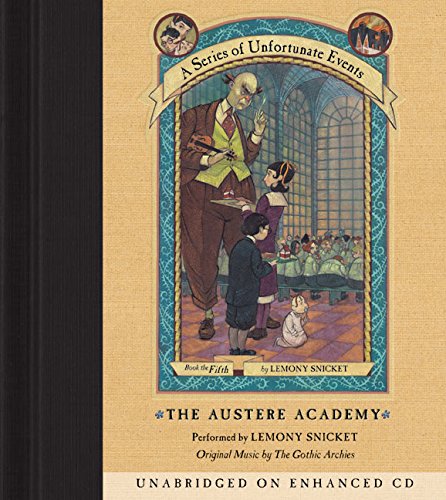 A Series of Unfortunate Events
Book the Fifth
by LEMONY SNICKET
THE AUSTERE ACADEMY
Performed by LEMONY SNICKET
Original Music by The Gothic Archies
UNABRIDGED ON ENHANCED CD